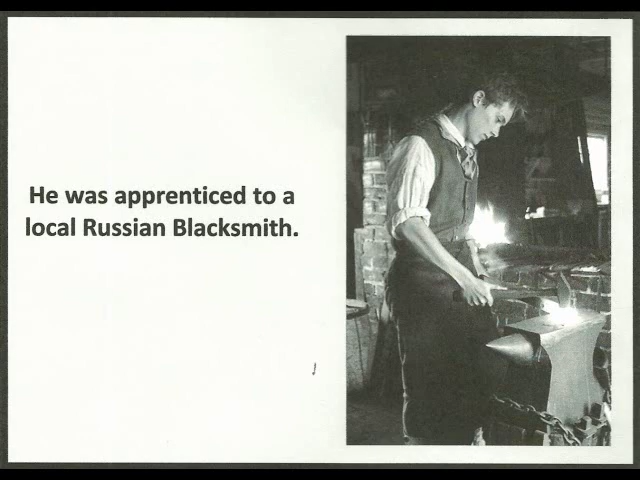 He was apprenticed to a
local Russian Blacksmith.